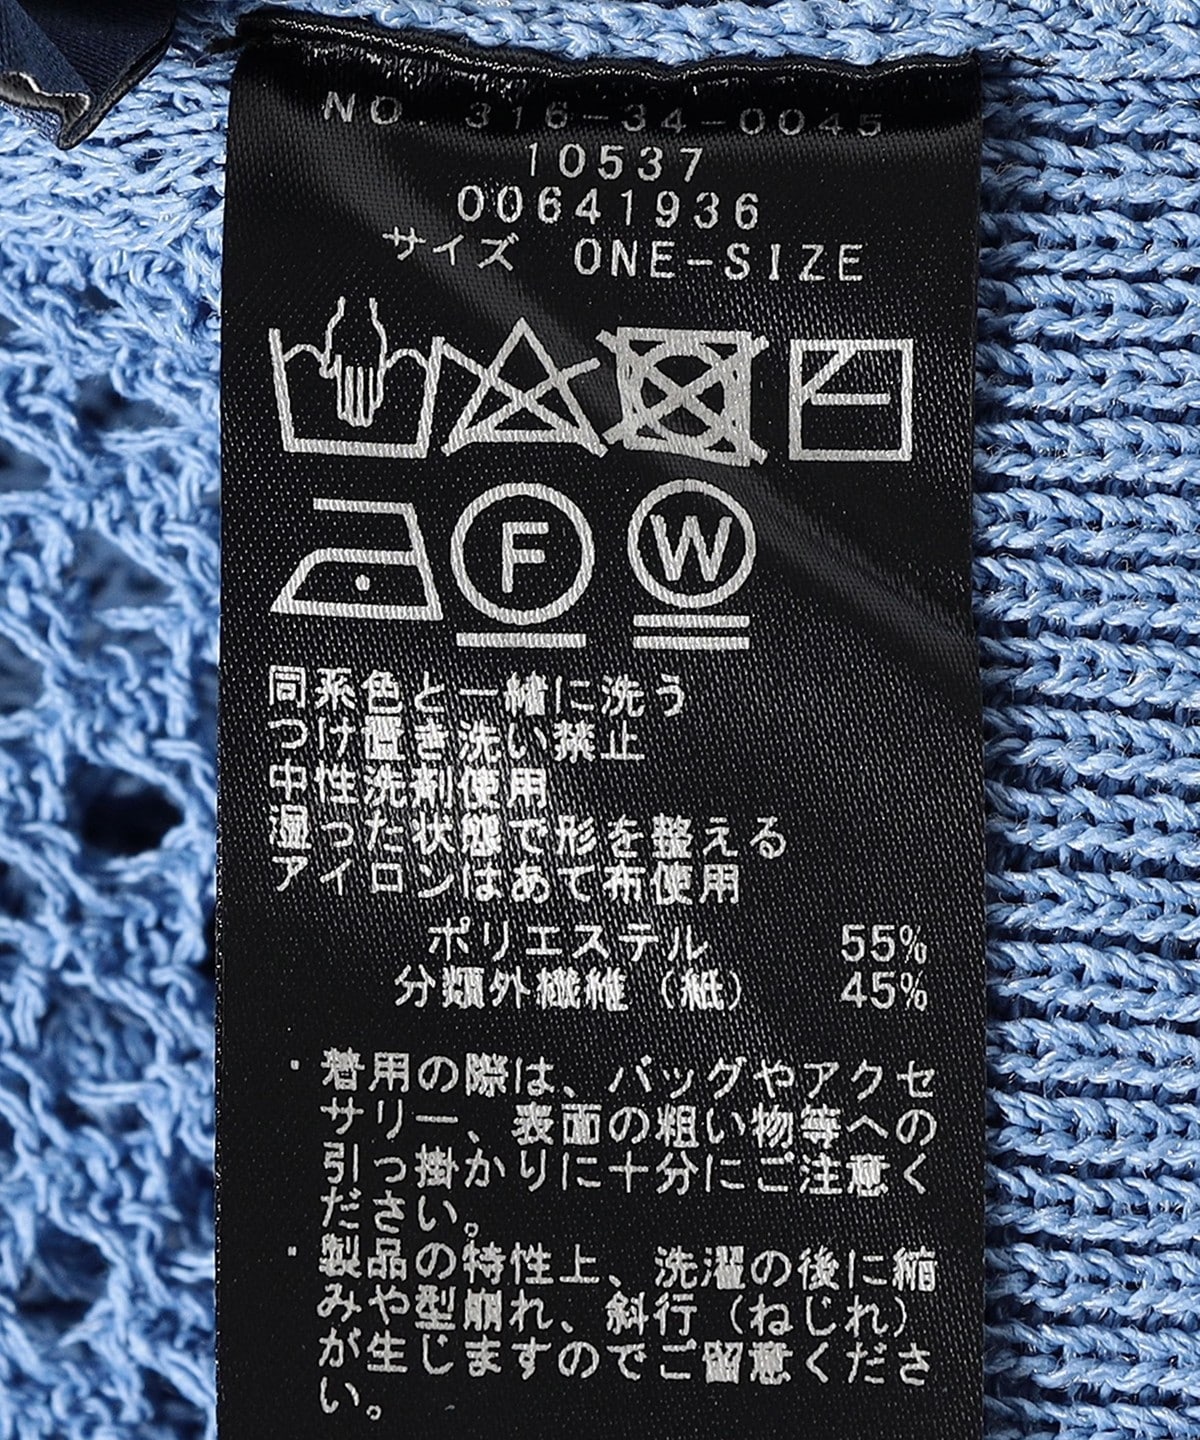 NO. 316-34-0045
10537
00641936
サイズ ONE-SIZE
F W
同系色と一緒に洗う
つけ置き洗い禁止
中性洗剤使用
湿った状態で形を整える
アイロンはあて布使用
ポリエステル 55%
分類外繊維（紙） 45%
・着用の際は、バッグやアクセ
サリー、表面の粗い物等への
引っ掛かりに十分にご注意く
ださい。
・製品の特性上、洗濯の後に縮
みや型崩れ、斜行（ねじれ）
が生じますのでご留意くださ
い。